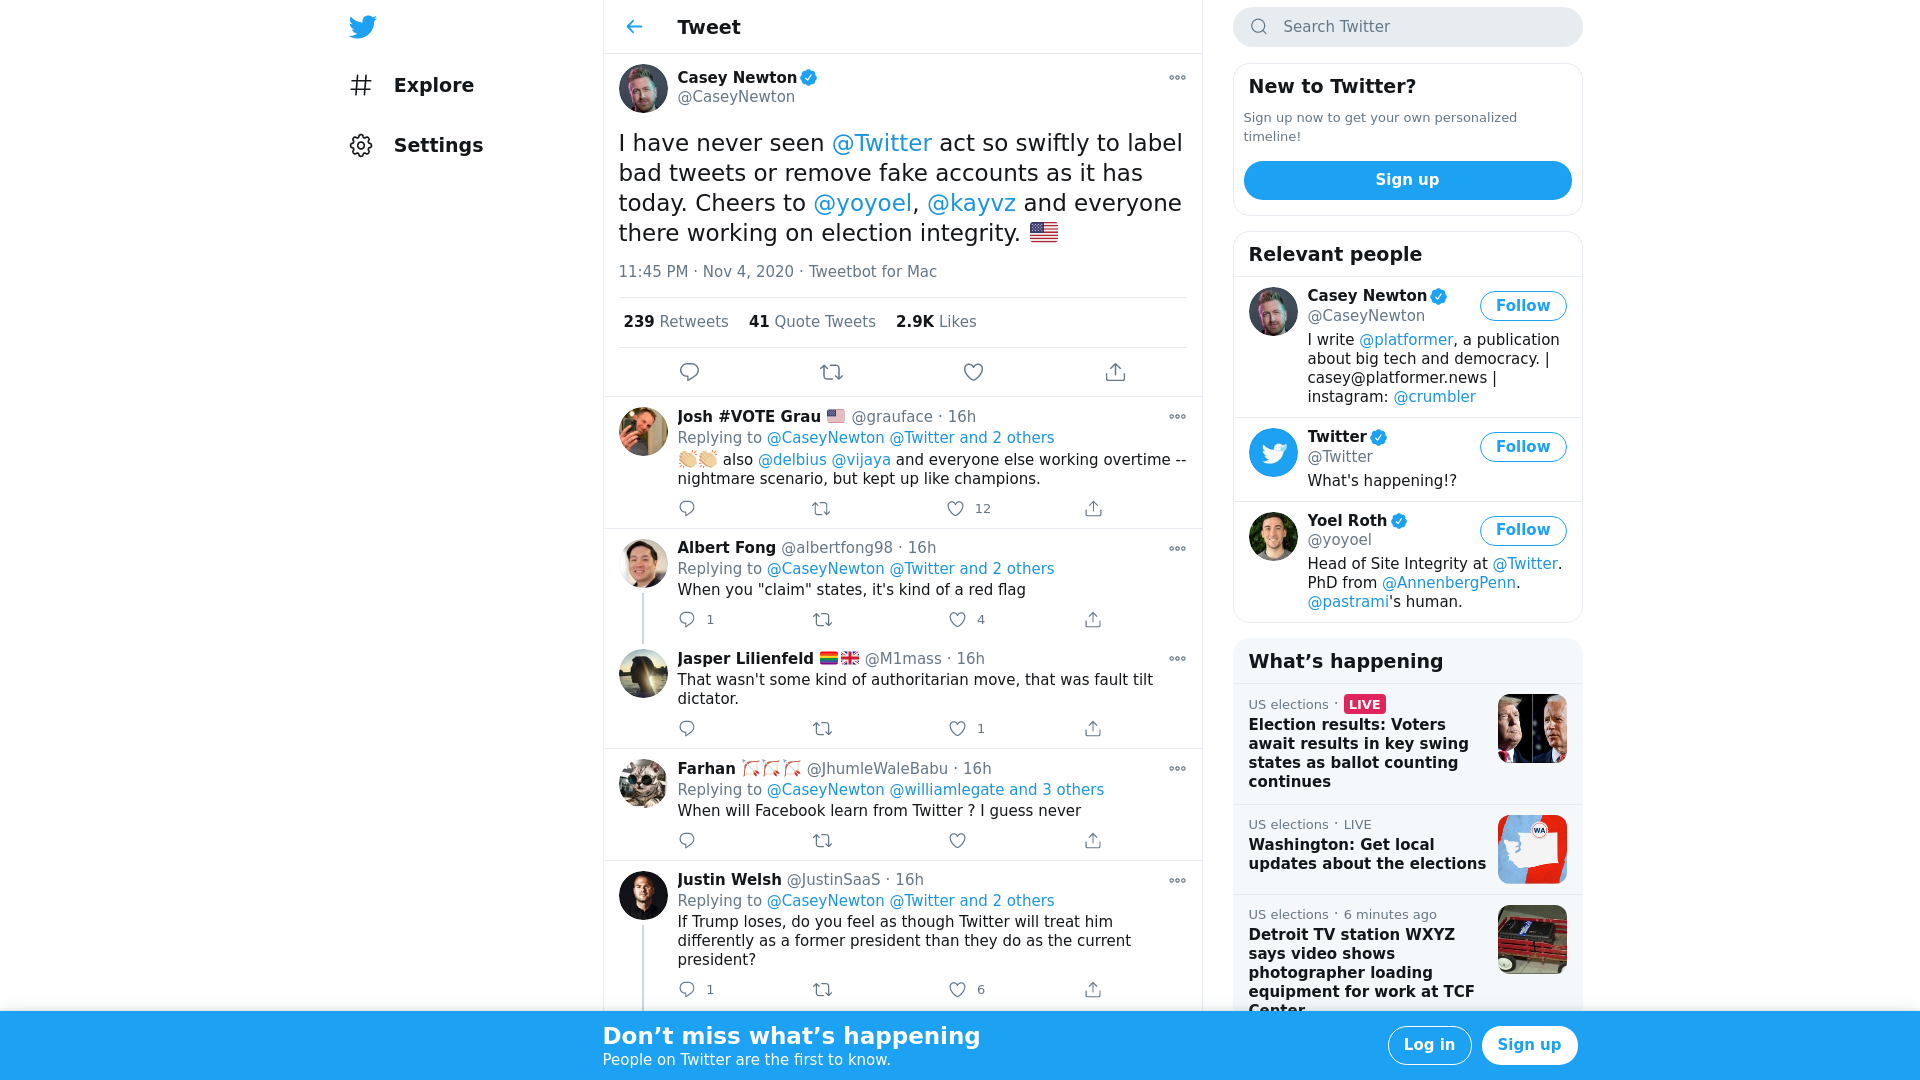 Explore
Settings
Tweet
Casey Newton
@CaseyNewton
I have never seen @Twitter act so swiftly to label
bad tweets or remove fake accounts as it has
today. Cheers to @yoyoel, @kayvz and everyone
there working on election integrity. 🇺🇸
11:45 PM · Nov 4, 2020 · Tweetbot for Mac
239 Retweets 41 Quote Tweets 2.9K Likes
Josh #VOTE Grau 🇺🇸 @grauface · 16h
Replying to @CaseyNewton @Twitter and 2 others
👏🏼👏🏼 also @delbius @vijaya and everyone else working overtime --
nightmare scenario, but kept up like champions.
12
Albert Fong @albertfong98 · 16h
Replying to @CaseyNewton @Twitter and 2 others
When you "claim" states, it's kind of a red flag
1 4
Jasper Lilienfeld 🏳️‍🌈🇬🇧 @M1mass · 16h
That wasn't some kind of authoritarian move, that was fault tilt
dictator.
1
Farhan 🏹🏹🏹 @JhumleWaleBabu · 16h
Replying to @CaseyNewton @williamlegate and 3 others
When will Facebook learn from Twitter ? I guess never
Justin Welsh @JustinSaaS · 16h
Replying to @CaseyNewton @Twitter and 2 others
If Trump loses, do you feel as though Twitter will treat him
differently as a former president than they do as the current
president?
1 6
Search Twitter
New to Twitter?
Sign up now to get your own personalized
timeline!
Sign up
Relevant people
Casey Newton
@CaseyNewton
Follow
I write @platformer, a publication
about big tech and democracy. |
casey@platformer.news |
instagram: @crumbler
Twitter
@Twitter
Follow
What's happening!?
Yoel Roth
@yoyoel
Follow
Head of Site Integrity at @Twitter.
PhD from @AnnenbergPenn.
@pastrami's human.
What’s happening
US elections · LIVE
Election results: Voters
await results in key swing
states as ballot counting
continues
US elections · LIVE
Washington: Get local
updates about the elections
WA
US elections · 6 minutes ago
Detroit TV station WXYZ
says video shows
photographer loading
equipment for work at TCF
Center
Don’t miss what’s happening
People on Twitter are the first to know.
Log in
Sign up